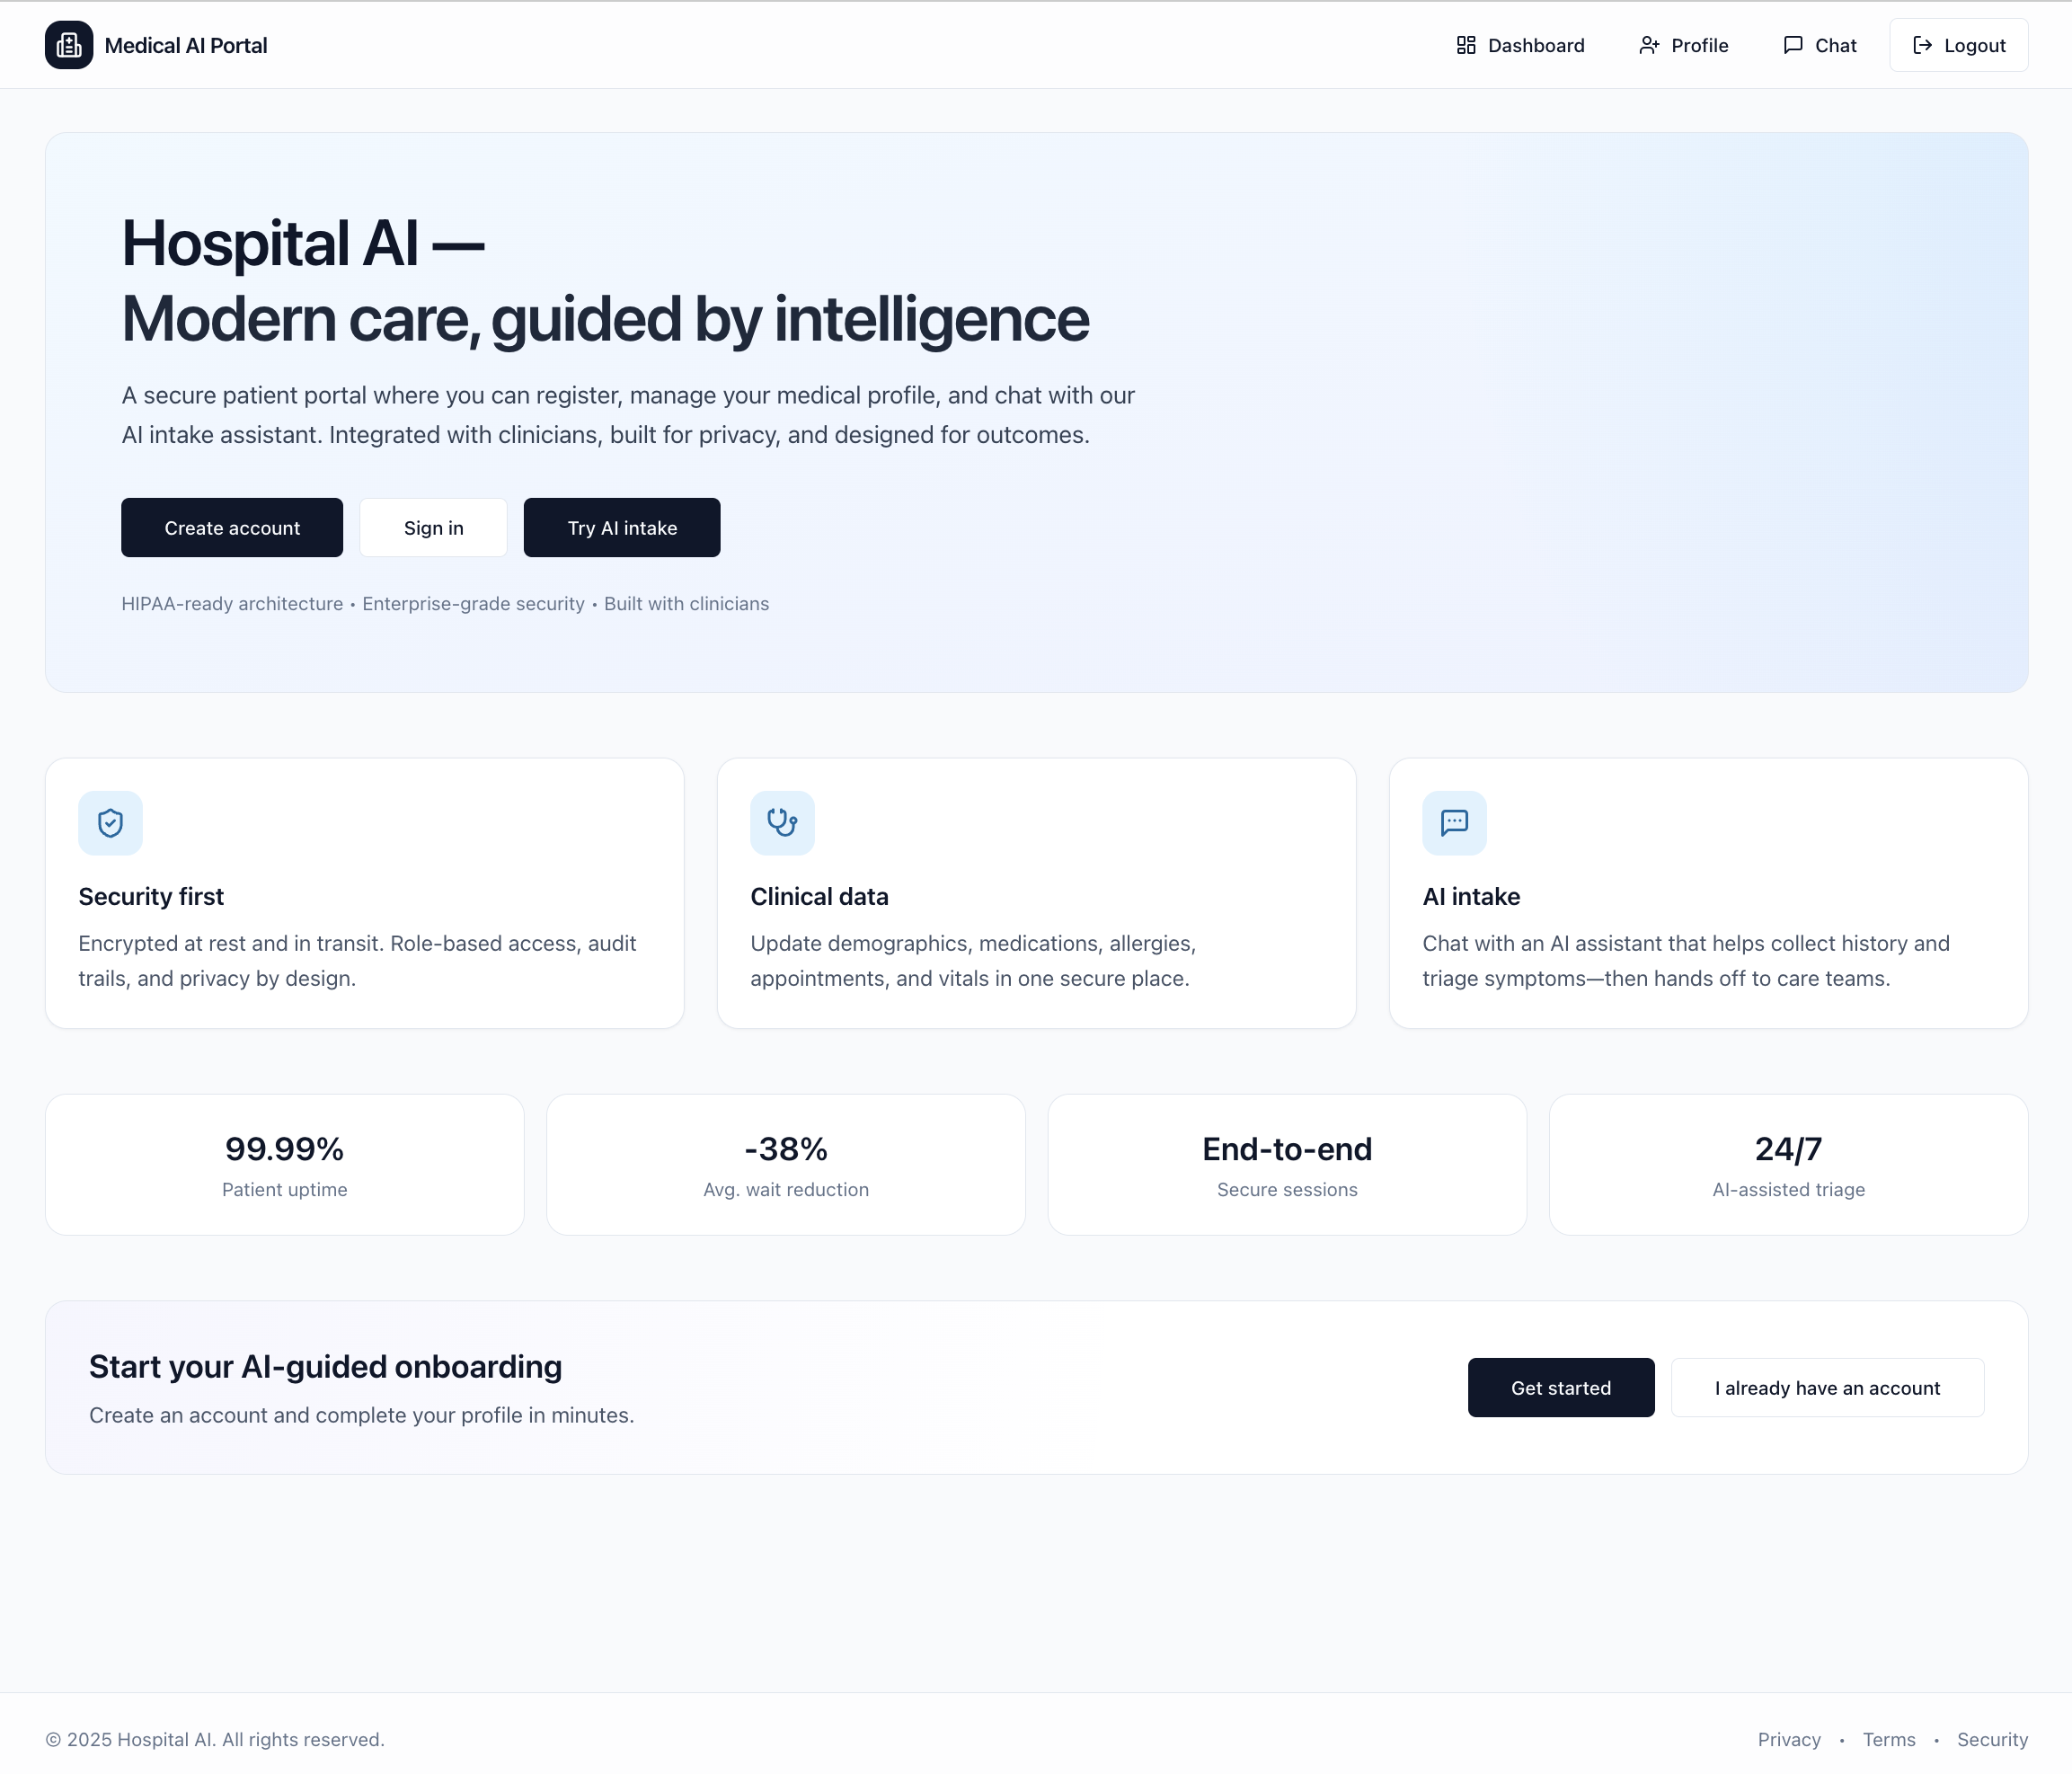 Medical AI Portal
Dashboard
Profile
Chat
Logout
Hospital AI —
Modern care, guided by intelligence
A secure patient portal where you can register, manage your medical profile, and chat with our
AI intake assistant. Integrated with clinicians, built for privacy, and designed for outcomes.
Create account
Sign in
Try AI intake
HIPAA-ready architecture • Enterprise-grade security • Built with clinicians
Security first
Encrypted at rest and in transit. Role-based access, audit
trails, and privacy by design.
Clinical data
Update demographics, medications, allergies,
appointments, and vitals in one secure place.
AI intake
Chat with an AI assistant that helps collect history and
triage symptoms—then hands off to care teams.
99.99%
Patient uptime
-38%
Avg. wait reduction
End-to-end
Secure sessions
24/7
AI-assisted triage
Start your AI-guided onboarding
Create an account and complete your profile in minutes.
Get started
I already have an account
© 2025 Hospital AI. All rights reserved.
Privacy • Terms • Security